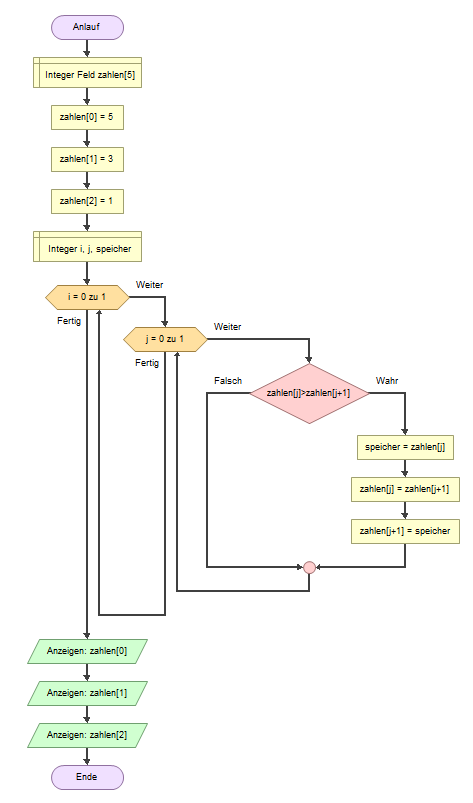 Anlauf
Integer Feld zahlen[5]
zahlen[0] = 5
zahlen[1] = 3
zahlen[2] = 1
Integer i, j, speicher
i = 0 zu 1
Weiter
Fertig
j = 0 zu 1
Weiter
Fertig
Falsch
zahlen[j]>zahlen[j+1]
Wahr
speicher = zahlen[j]
zahlen[j] = zahlen[j+1]
zahlen[j+1] = speicher
Anzeigen: zahlen[0]
Anzeigen: zahlen[1]
Anzeigen: zahlen[2]
Ende